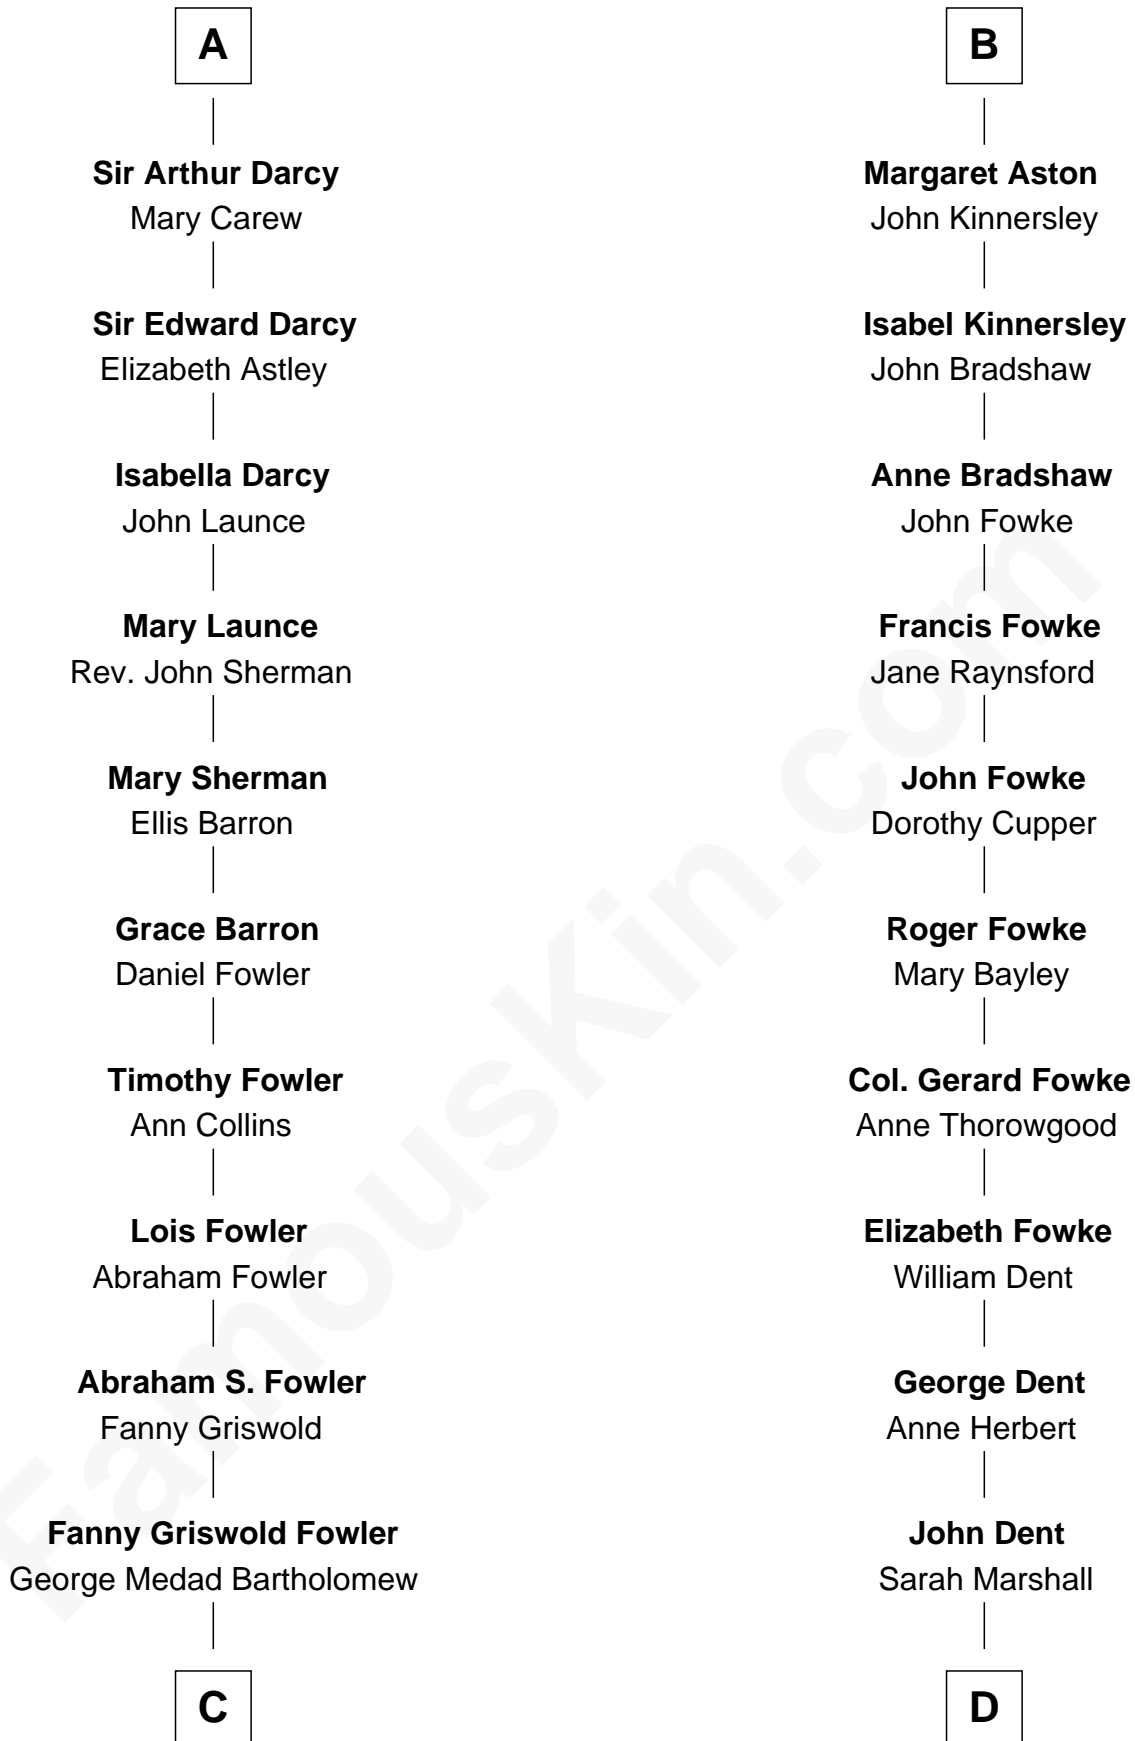 A
Sir Arthur Darcy
Mary Carew
Sir Edward Darcy
Elizabeth Astley
Isabella Darcy
John Launce
Mary Launce
Rev. John Sherman
Mary Sherman
Ellis Barron
Grace Barron
Daniel Fowler
Timothy Fowler
Ann Collins
Lois Fowler
Abraham Fowler
Abraham S. Fowler
Fanny Griswold
Fanny Griswold Fowler
George Medad Bartholomew
C
B
Margaret Aston
John Kinnersley
Isabel Kinnersley
John Bradshaw
Anne Bradshaw
John Fowke
Francis Fowke
Jane Raynsford
John Fowke
Dorothy Cupper
Roger Fowke
Mary Bayley
Col. Gerard Fowke
Anne Thorowgood
Elizabeth Fowke
William Dent
George Dent
Anne Herbert
John Dent
Sarah Marshall
D
FamousKin.com